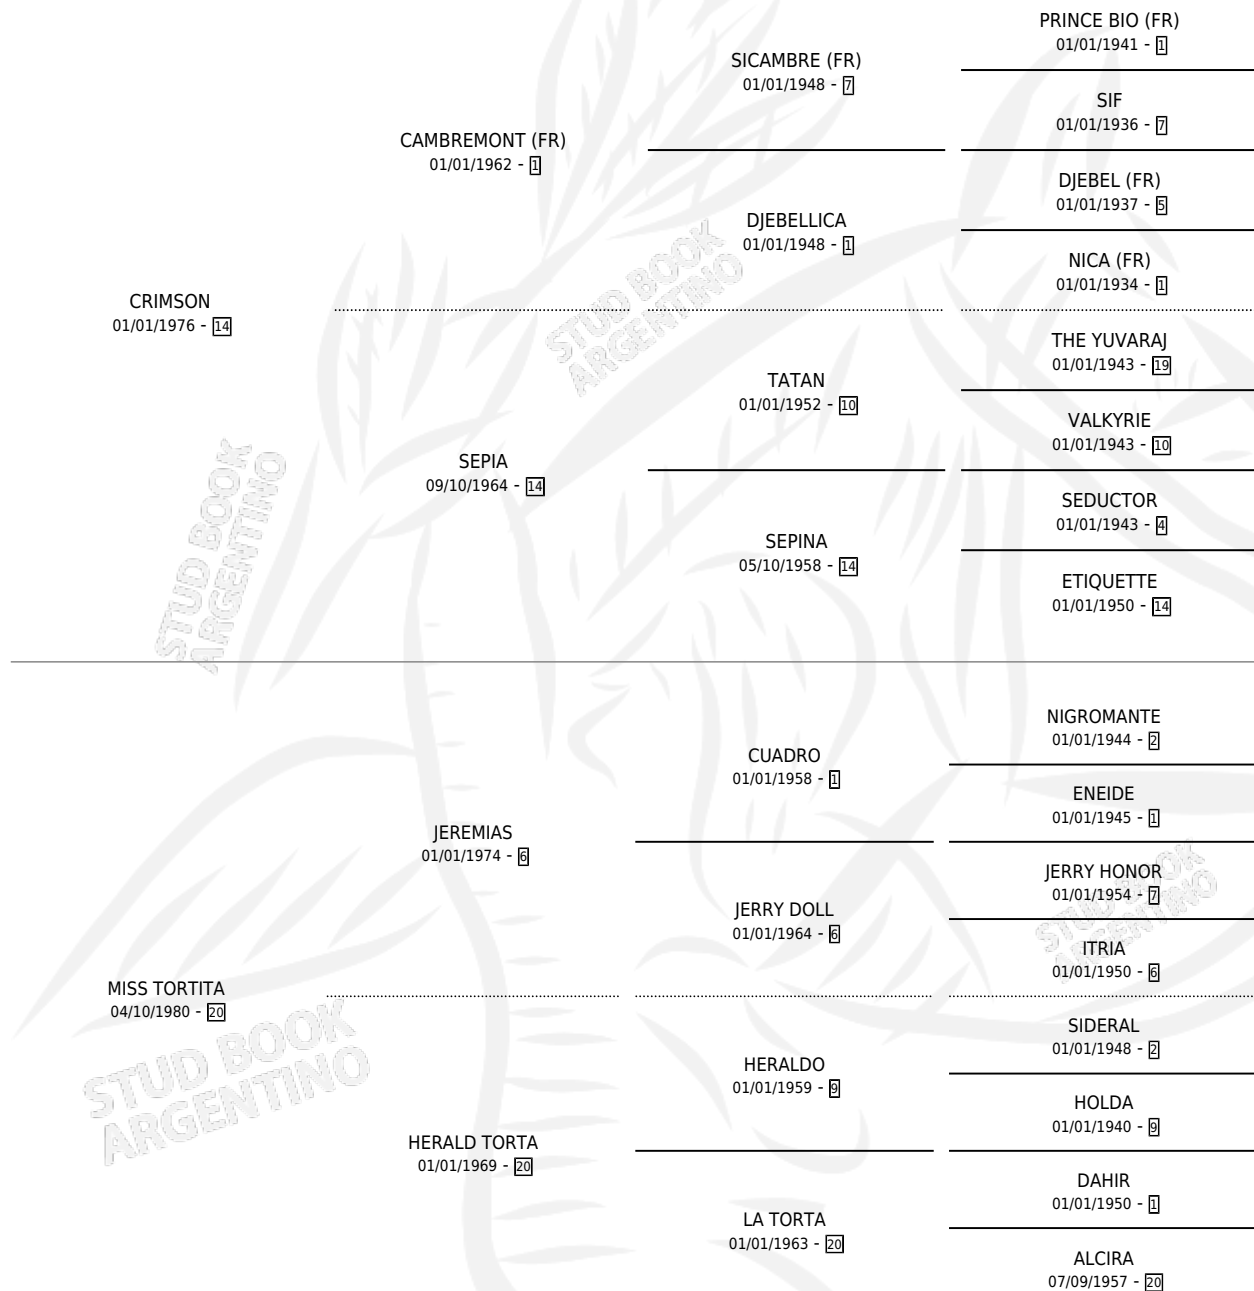 PRINCE BIO (FR)
01/01/1941 - 1
SICAMBRE (FR)
01/01/1948 - 7
SIF
01/01/1936 - 7
CAMBREMONT (FR)
01/01/1962 - 1
DJEBEL (FR)
01/01/1937 - 5
DJEBELLICA
01/01/1948 - 1
NICA (FR)
01/01/1934 - 1
CRIMSON
01/01/1976 - 14
THE YUVARAJ
01/01/1943 - 19
TATAN
01/01/1952 - 10
VALKYRIE
01/01/1943 - 10
SEPIA
09/10/1964 - 14
SEDUCTOR
01/01/1943 - 4
SEPINA
05/10/1958 - 14
ETIQUETTE
01/01/1950 - 14
STUD BOOK
ARGENTINO
STUD BOOK
ARGENTINO
NIGROMANTE
01/01/1944 - 2
CUADRO
01/01/1958 - 1
ENEIDE
01/01/1945 - 1
JEREMIAS
01/01/1974 - 6
JERRY HONOR
01/01/1954 - 7
JERRY DOLL
01/01/1964 - 6
ITRIA
01/01/1950 - 6
MISS TORTITA
04/10/1980 - 20
SIDERAL
01/01/1948 - 2
HERALDO
01/01/1959 - 9
HOLDA
01/01/1940 - 9
HERALD TORTA
01/01/1969 - 20
DAHIR
01/01/1950 - 1
LA TORTA
01/01/1963 - 20
ALCIRA
07/09/1957 - 20
STUD BOOK
ARGENTINO
STUD BOOK
ARGENTINO